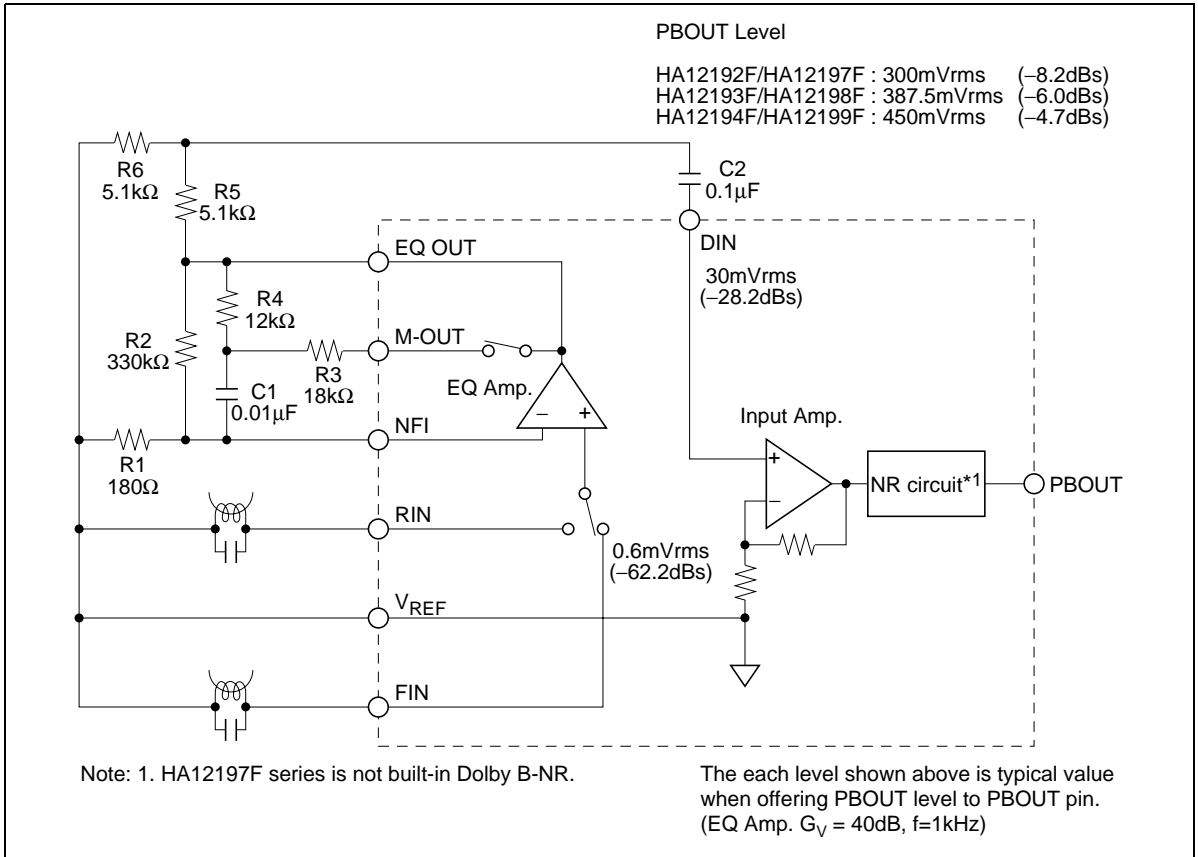 PBOUT Level
HA12192F/HA12197F : 300mVrms (−8.2dBs)
HA12193F/HA12198F : 387.5mVrms (−6.0dBs)
HA12194F/HA12199F : 450mVrms (−4.7dBs)
R6
5.1kΩ
R5
5.1kΩ
C2
0.1µF
DIN
30mVrms
(−28.2dBs)
EQ OUT
R4
12kΩ
R2
330kΩ
M-OUT
R3
18kΩ
C1
0.01µF
EQ Amp.
− +
NFI
R1
180Ω
Input Amp.
+
−
NR circuit*1
PBOUT
RIN
0.6mVrms
(−62.2dBs)
VREF
FIN
Note: 1. HA12197F series is not built-in Dolby B-NR.
The each level shown above is typical value
when offering PBOUT level to PBOUT pin.
(EQ Amp. GV = 40dB, f=1kHz)